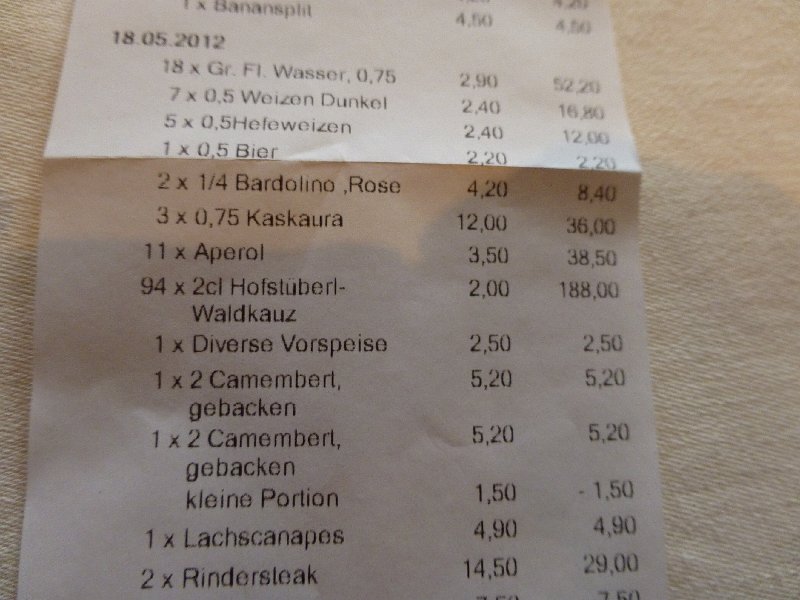 1 x Banansplit 4,50 4,50
18.05.2012
18 x Gr. Fl. Wasser, 0,75 2,90 52,20
7 x 0,5 Weizen Dunkel 2,40 16,80
5 x 0,5Hefeweizen 2,40 12,00
1 x 0,5 Bier 2,20 2,20
2 x 1/4 Bardolino ,Rose 4,20 8,40
3 x 0,75 Kaskaura 12,00 36,00
11 x Aperol 3,50 38,50
94 x 2cl Hofstüberl- 2,00 188,00
Waldkauz
1 x Diverse Vorspeise 2,50 2,50
1 x 2 Camembert, 5,20 5,20
gebacken
1 x 2 Camembert, 5,20 5,20
gebacken
kleine Portion 1,50 - 1,50
1 x Lachscanapes 4,90 4,90
2 x Rindersteak 14,50 29,00